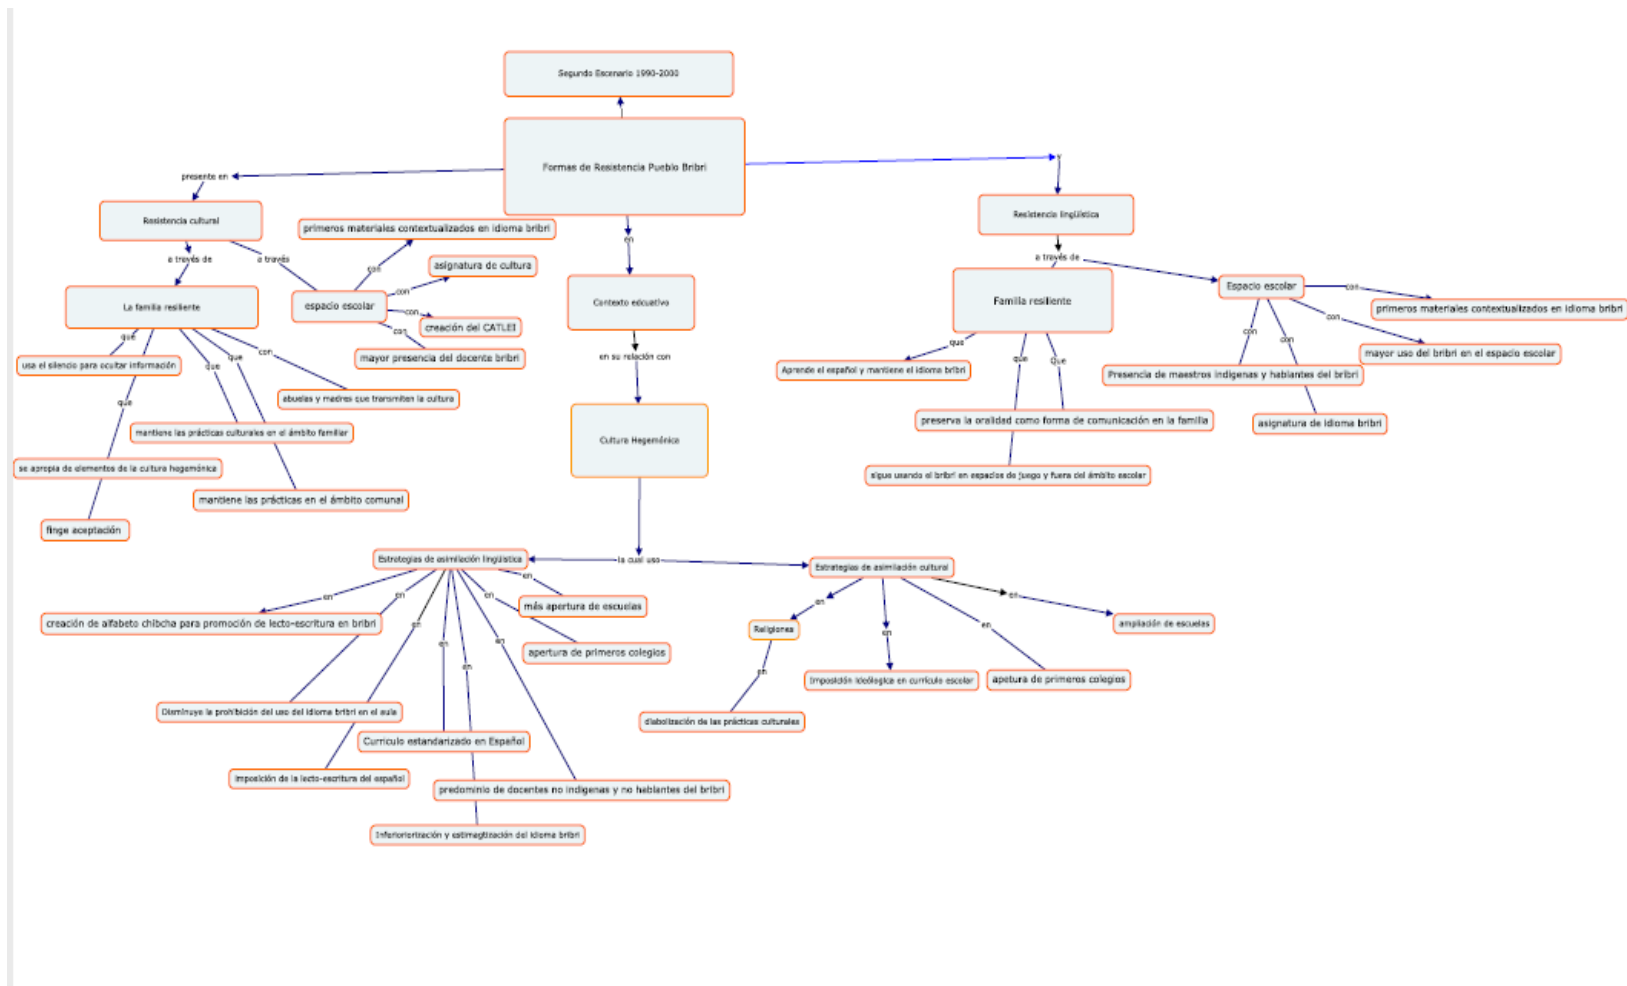 Segundo Escenario 1990-2000
Formas de Resistencia Pueblo Bribri
presente en
y
en
Resistencia cultural
a través de
a través
La familia resiliente
que
usa el silencio para ocultar información
que
se apropia de elementos de la cultura hegemónica
finge aceptación
que
mantiene las prácticas culturales en el ámbito familiar
que
mantiene las prácticas en el ámbito comunal
con
abuelas y madres que transmiten la cultura
espacio escolar
con
primeros materiales contextualizados en idioma bribri
con
asignatura de cultura
con
creación del CATLEI
con
mayor presencia del docente bribri
Contexto edcuativo
en su relación con
Cultura Hegemónica
la cual uso
Resistencia lingüística
a través de
Familia resiliente
que
Aprende el español y mantiene el idioma bribri
que
sigue usando el bribri en espacios de juego y fuera del ámbito escolar
Que
preserva la oralidad como forma de comunicación en la familia
Espacio escolar
con
primeros materiales contextualizados en idioma bribri
con
mayor uso del bribri en el espacio escolar
con
Presencia de maestros indígenas y hablantes del bribri
con
asignatura de idioma bribri
Estrategias de asimilación lingüística
en
creación de alfabeto chibcha para promoción de lecto-escritura en bribri
en
Disminuye la prohibición del uso del idioma bribri en el aula
en
imposición de la lecto-escritura del español
en
Curriculo estandarizado en Español
en
Inferioriorización y estimagtización del idioma bribri
en
predominio de docentes no indígenas y no hablantes del bribri
en
apertura de primeros colegios
en
más apertura de escuelas
Estrategias de asimilación cultural
en
Religiones
en
diabolización de las prácticas culturales
en
Imposición ideólogica en currículo escolar
en
apetura de primeros colegios
en
ampliación de escuelas